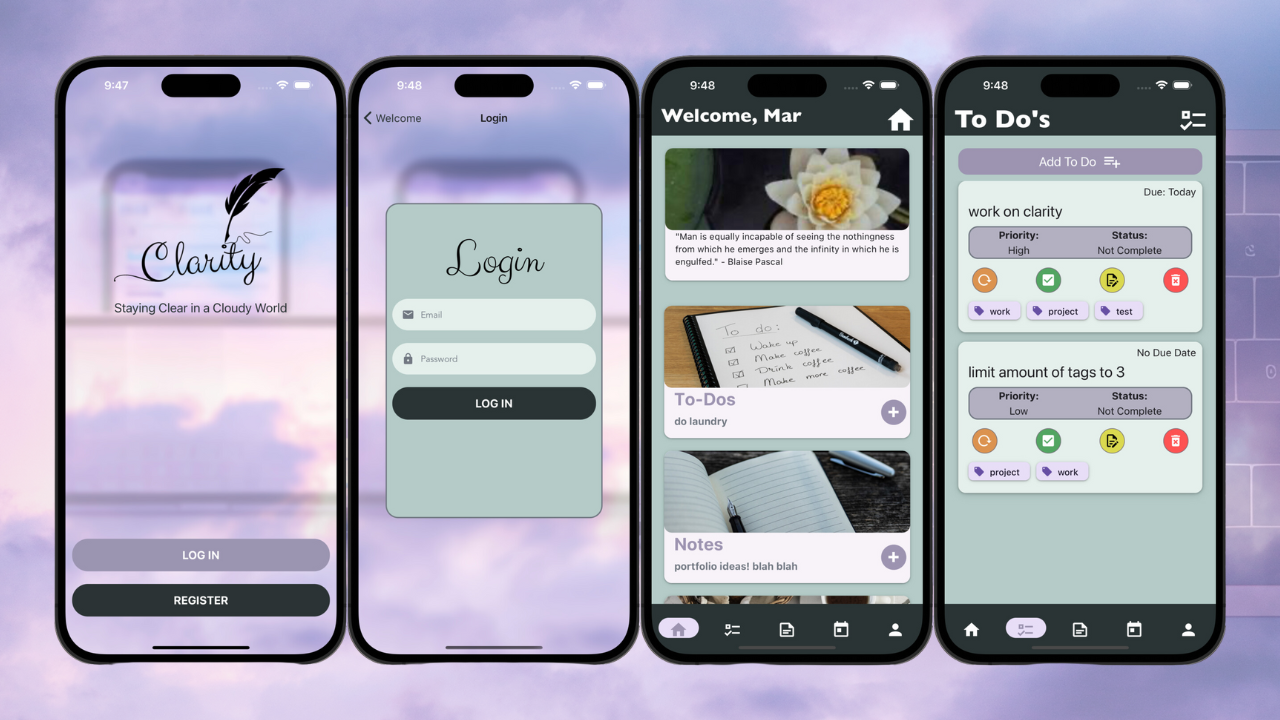 9:47
Clarity
Staying Clear in a Cloudy World
LOG IN
REGISTER
9:48
Welcome
Login
Login
Email
Password
LOG IN
9:48
Welcome, Mar
"Man is equally incapable of seeing the nothingness
from which he emerges and the infinity in which he is
engulfed." - Blaise Pascal
To do:
Wake up
Make coffee
Drink coffee
Make more coffee
To-Dos
do laundry
Notes
portfolio ideas! blah blah
9:48
To Do's
Add To Do
Due: Today
work on clarity
Priority: Status:
High Not Complete
work project test
No Due Date
limit amount of tags to 3
Priority: Status:
Low Not Complete
project work